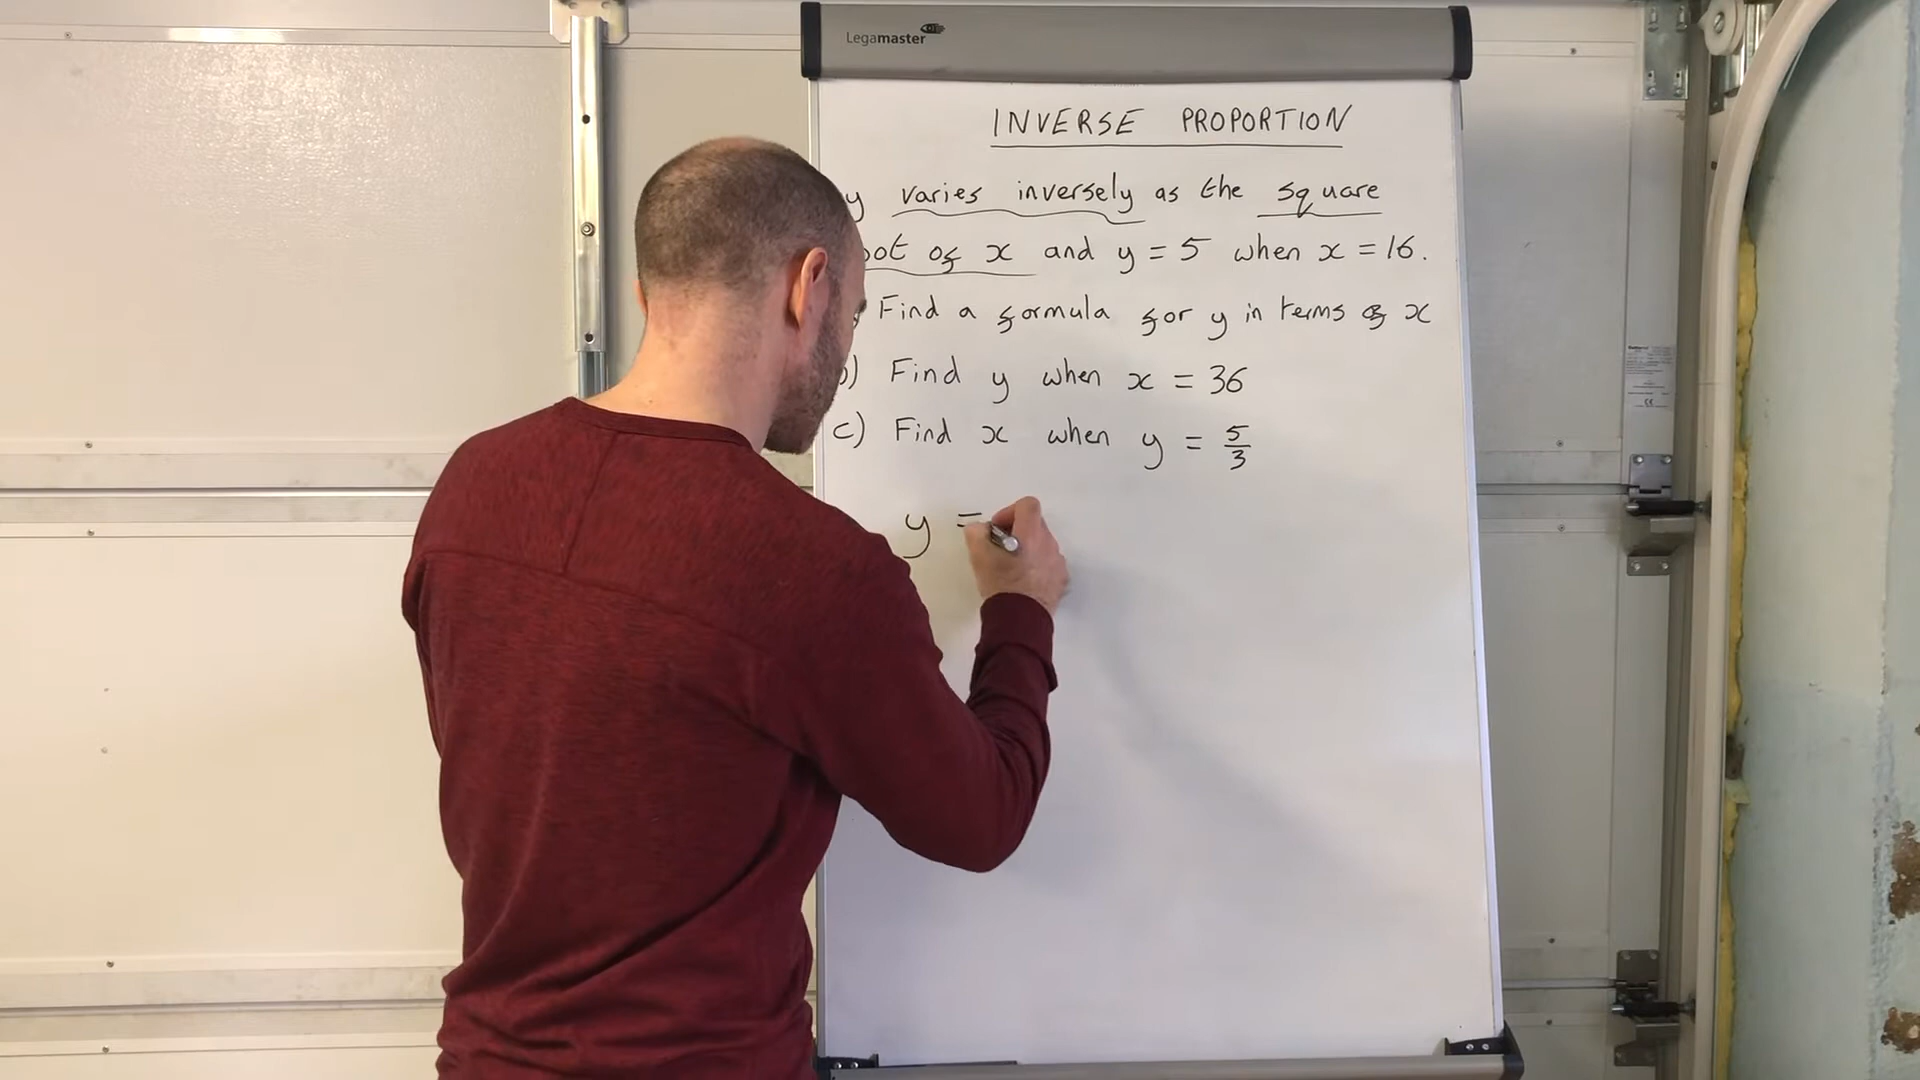 Legamaster
INVERSE PROPORTION
y varies inversely as the square
of x and y = 5 when x = 16.
Find a formula for y in terms of x
) Find y when x = 36
c) Find x when y = 5/3
y =